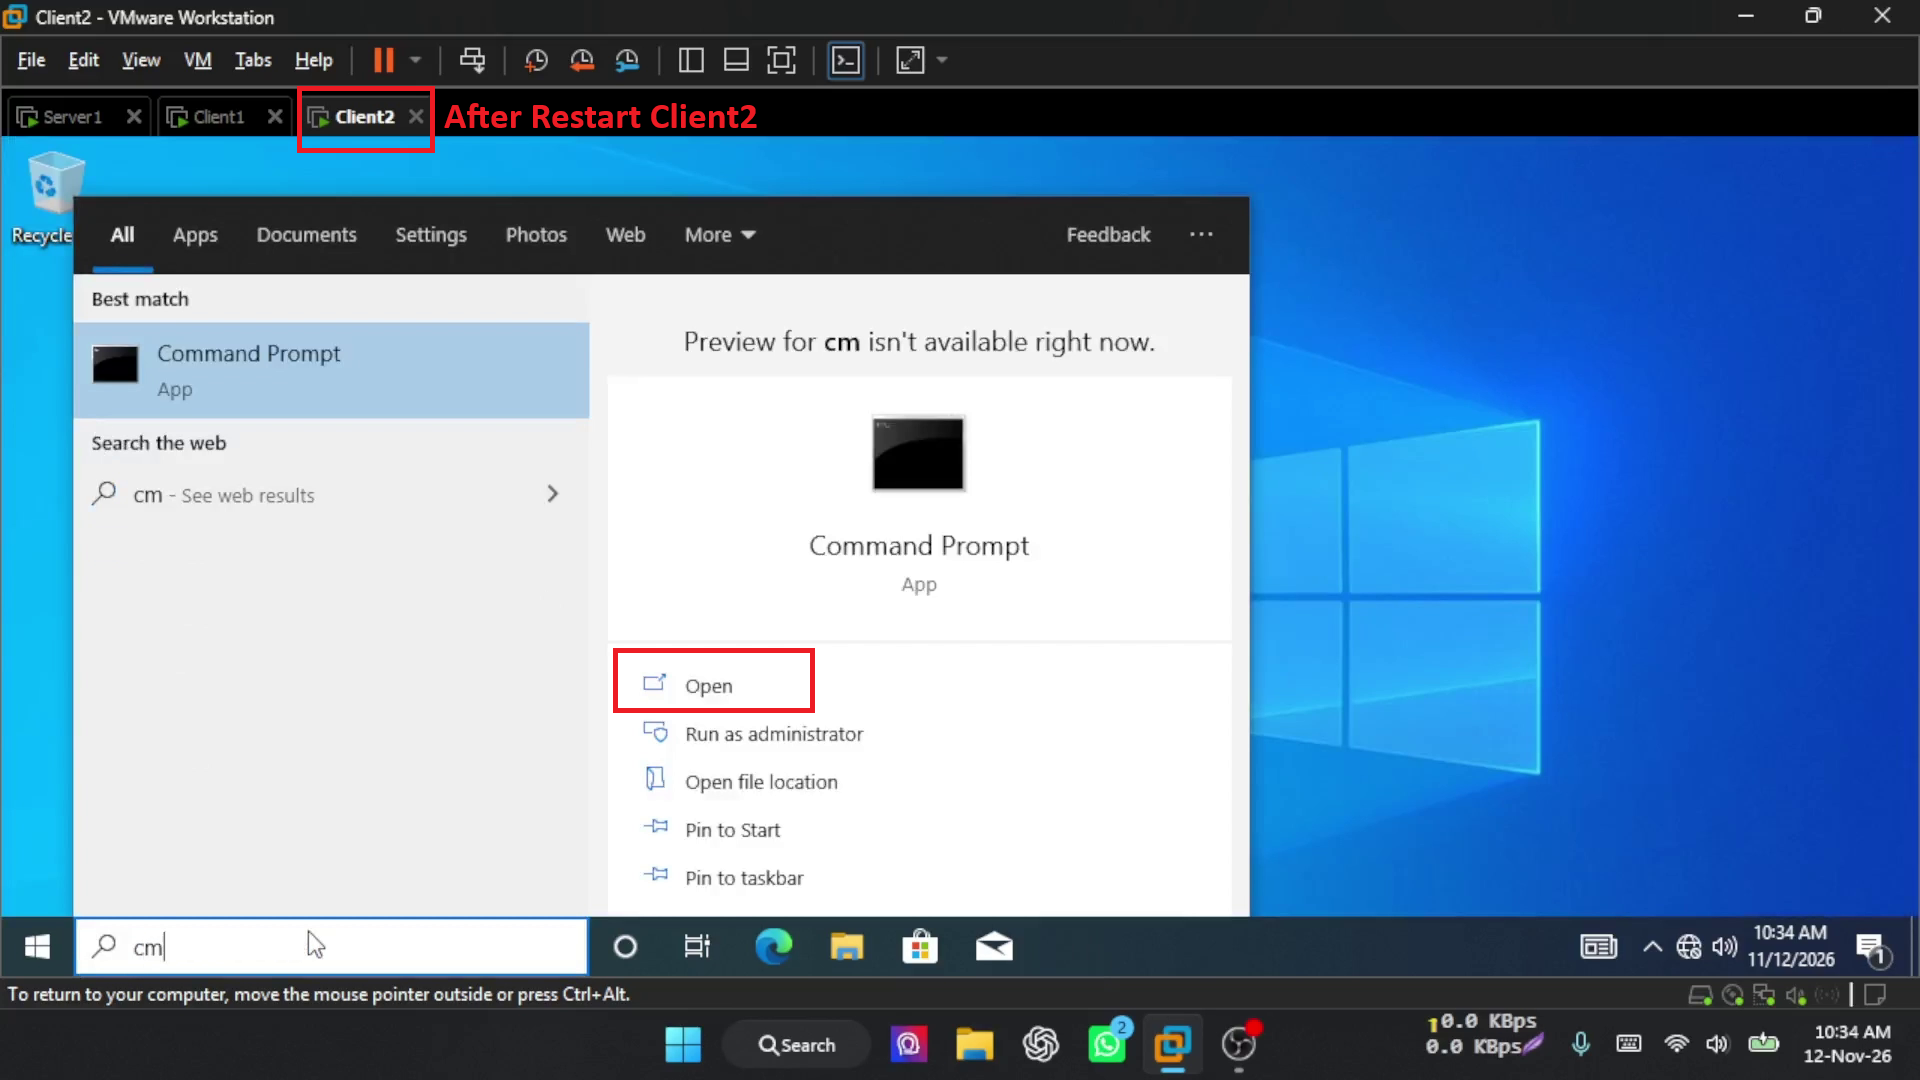 Client2 - VMware Workstation
File Edit View VM Tabs Help
Server1 Client1 Client2 After Restart Client2
Recycle
All Apps Documents Settings Photos Web More Feedback
Best match
Command Prompt
App
Search the web
cm - See web results
Preview for cm isn't available right now.
Command Prompt
App
Open
Run as administrator
Open file location
Pin to Start
Pin to taskbar
cm
10:34 AM
11/12/2026
1
To return to your computer, move the mouse pointer outside or press Ctrl+Alt.
Search
2
0.0 KBps
0.0 KBps
10:34 AM
12-Nov-26